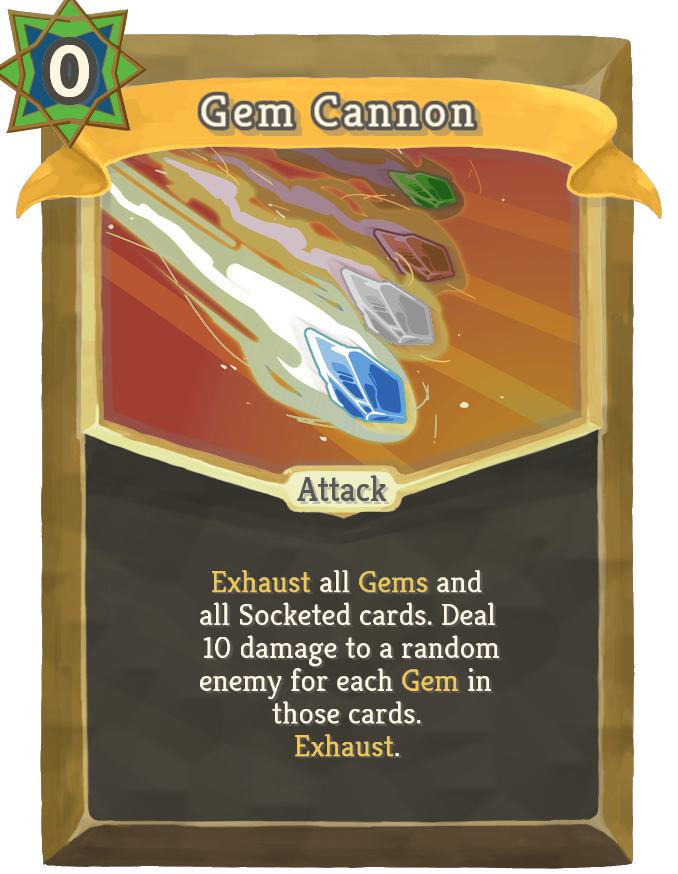 0
Gem Cannon
Attack
Exhaust all Gems and
all Socketed cards. Deal
10 damage to a random
enemy for each Gem in
those cards.
Exhaust.